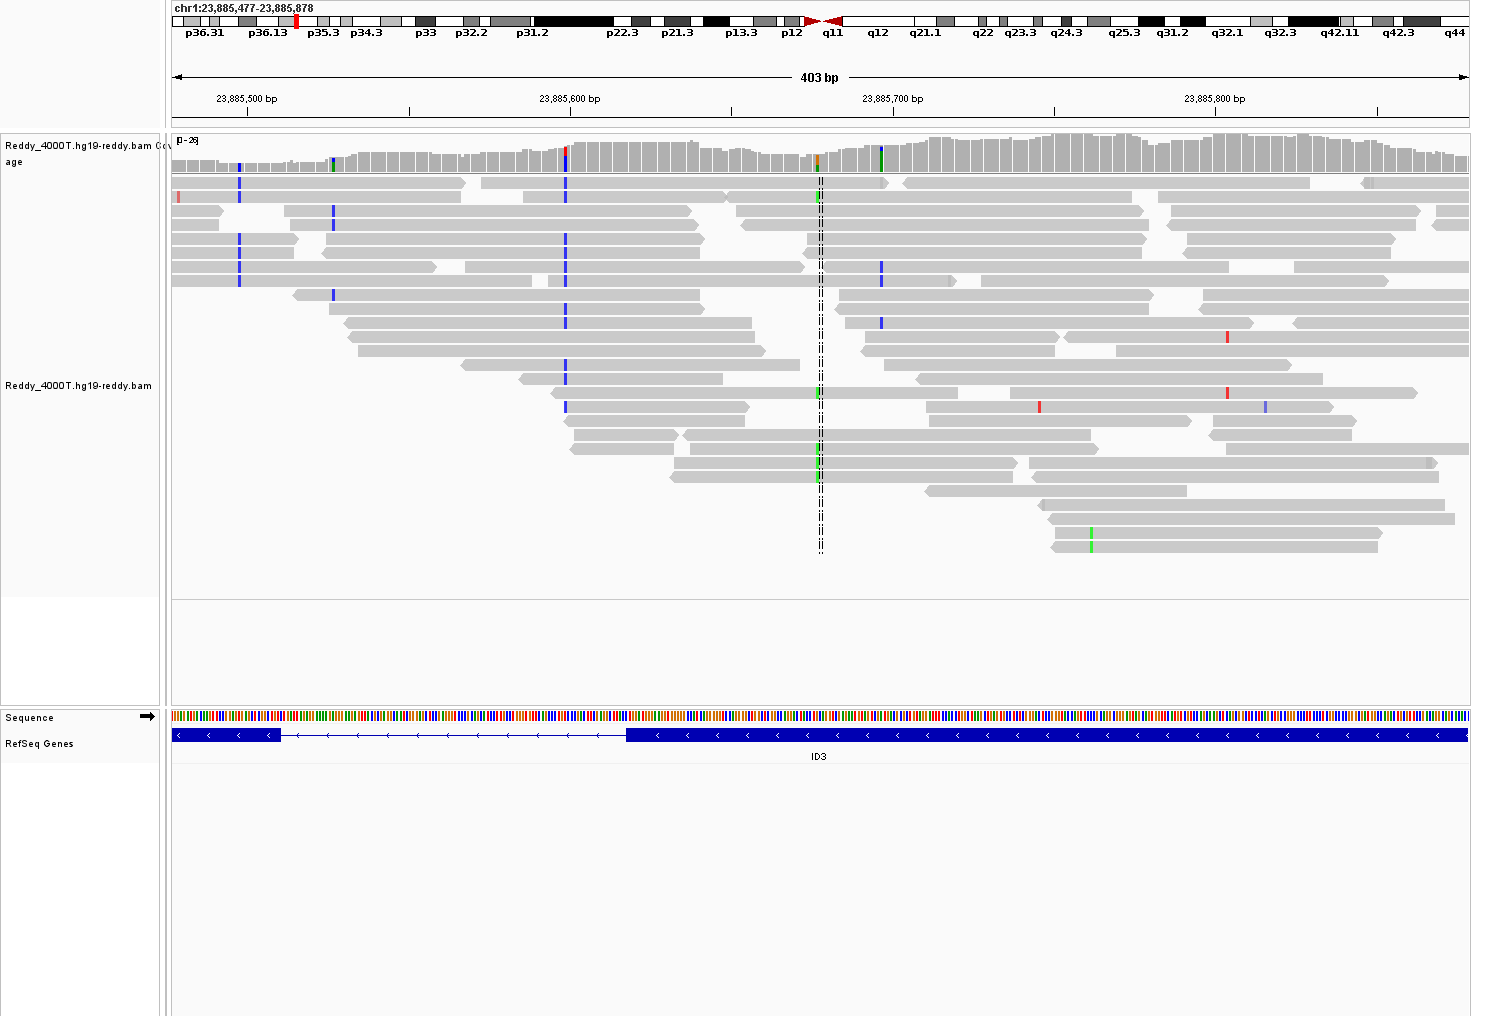 chr1:23,885,477-23,885,878
p36.31 p36.13 p35.3 p34.3 p33 p32.2 p31.2 p22.3 p21.3 p13.3 p12 q11 q12 q21.1 q22 q23.3 q24.3 q25.3 q31.2 q32.1 q32.3 q42.11 q42.3 q44
403 bp
23,885,500 bp 23,885,600 bp 23,885,700 bp 23,885,800 bp
[0-26]
Reddy_4000T.hg19-reddy.bam Cov
age
Reddy_4000T.hg19-reddy.bam
Sequence
RefSeq Genes
ID3